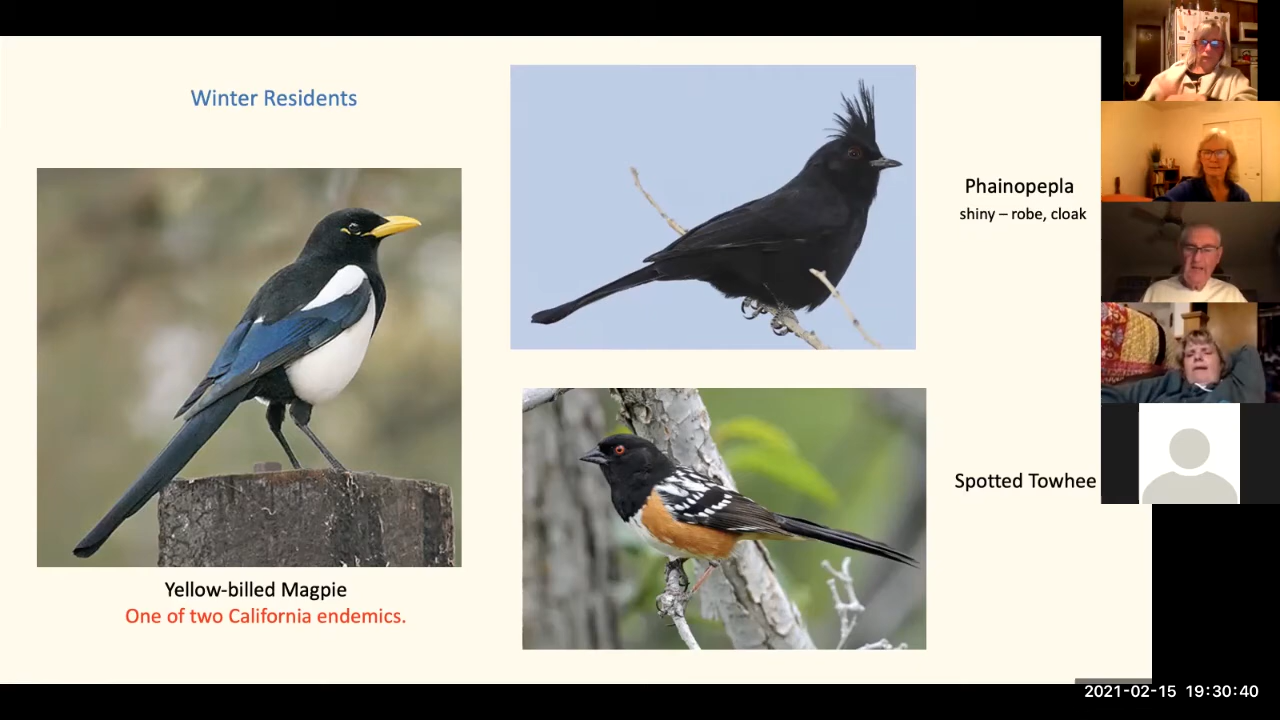 Winter Residents
Phainopepla
shiny – robe, cloak
Spotted Towhee
Yellow-billed Magpie
One of two California endemics.
2021-02-15 19:30:40